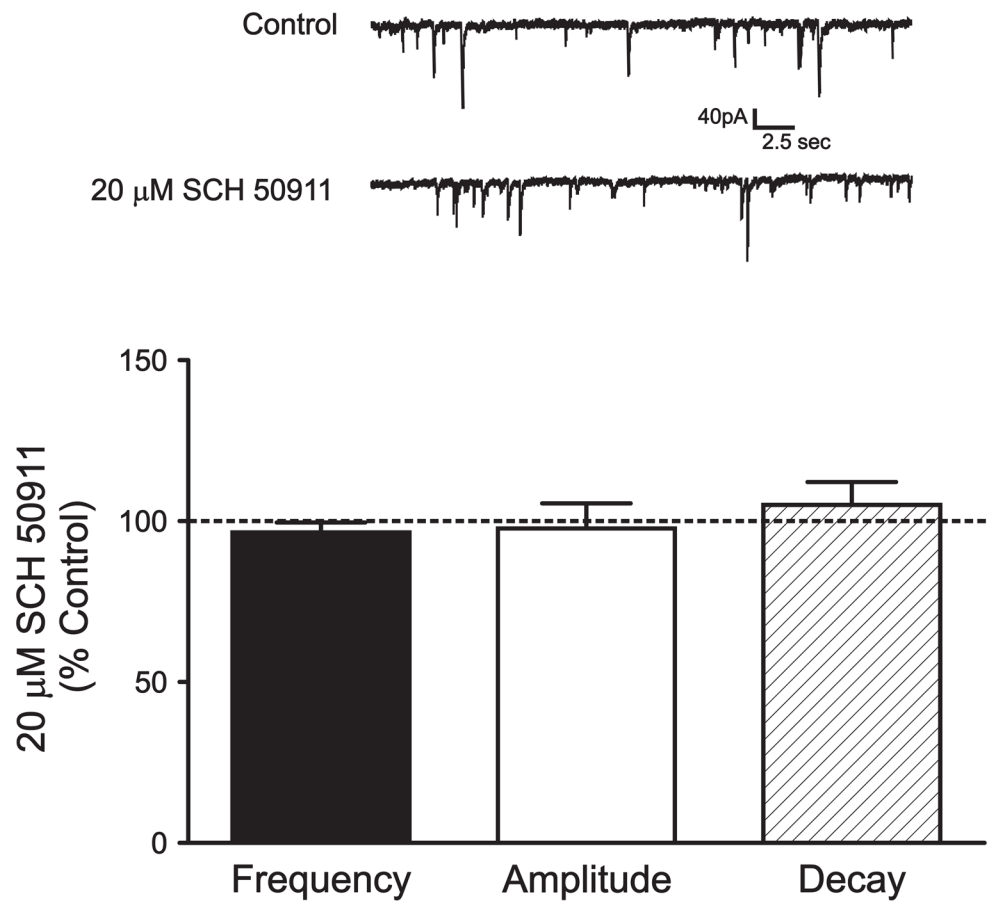 Control
40pA
2.5 sec
20 μM SCH 50911
150
100
50
0
20 μM SCH 50911
(% Control)
Frequency
Amplitude
Decay